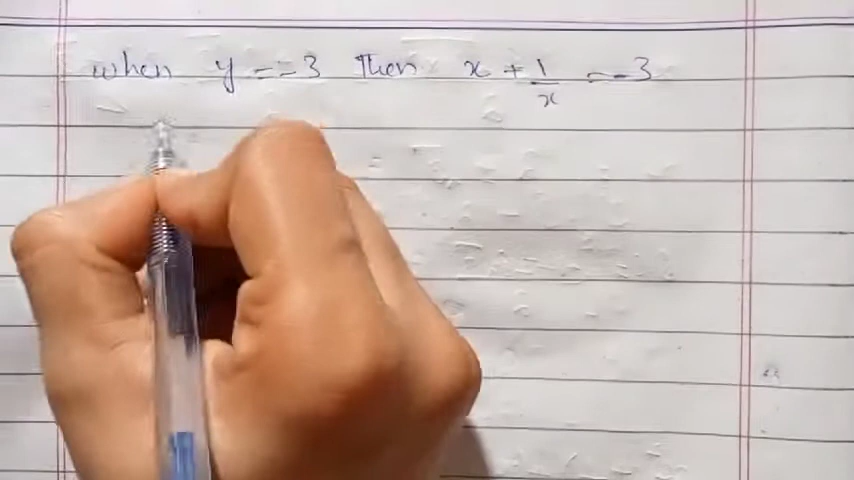 when y = -3 then x + 1/x = -3